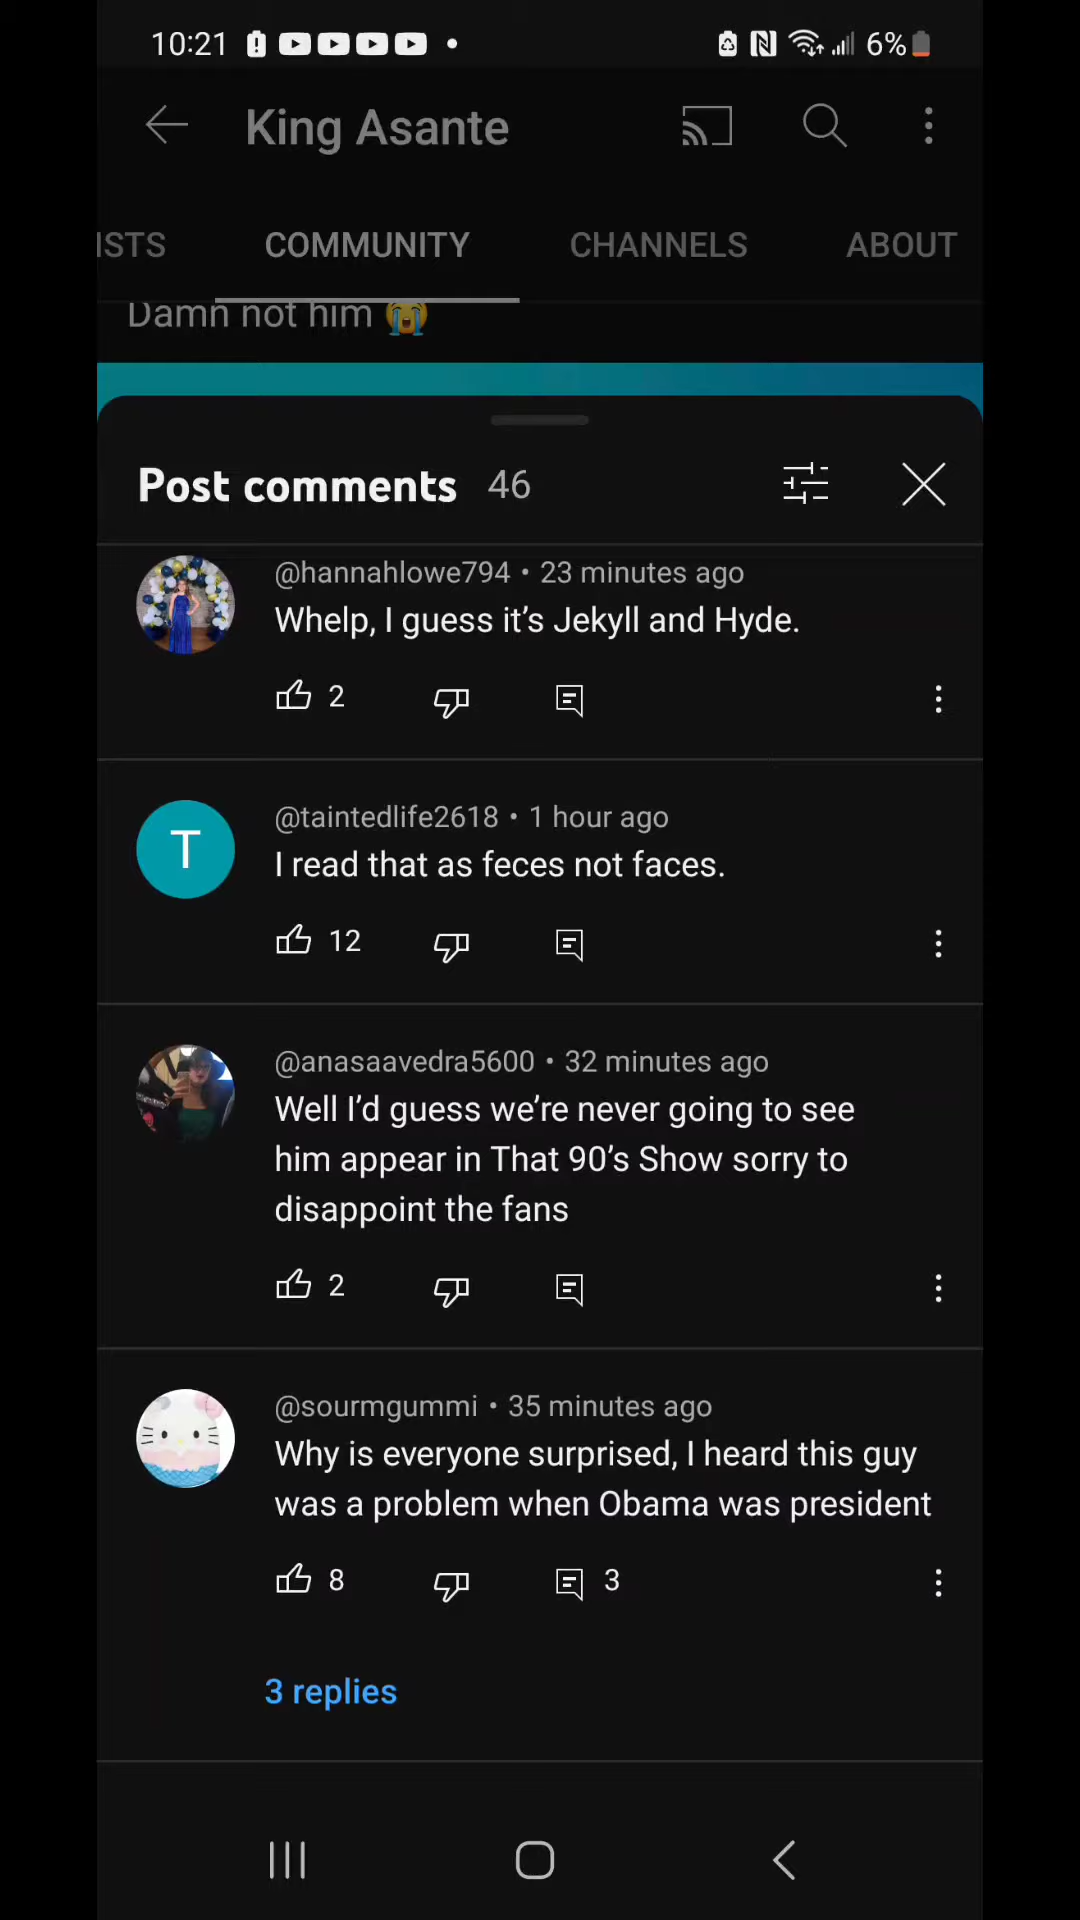 10:21
6%
King Asante
ISTS COMMUNITY CHANNELS ABOUT
Damn not him 😭
Post comments 46
@hannahlowe794 • 23 minutes ago
Whelp, I guess it’s Jekyll and Hyde.
2
T
@taintedlife2618 • 1 hour ago
I read that as feces not faces.
12
@anasaavedra5600 • 32 minutes ago
Well I’d guess we’re never going to see
him appear in That 90’s Show sorry to
disappoint the fans
2
@sourmgummi • 35 minutes ago
Why is everyone surprised, I heard this guy
was a problem when Obama was president
8 3
3 replies